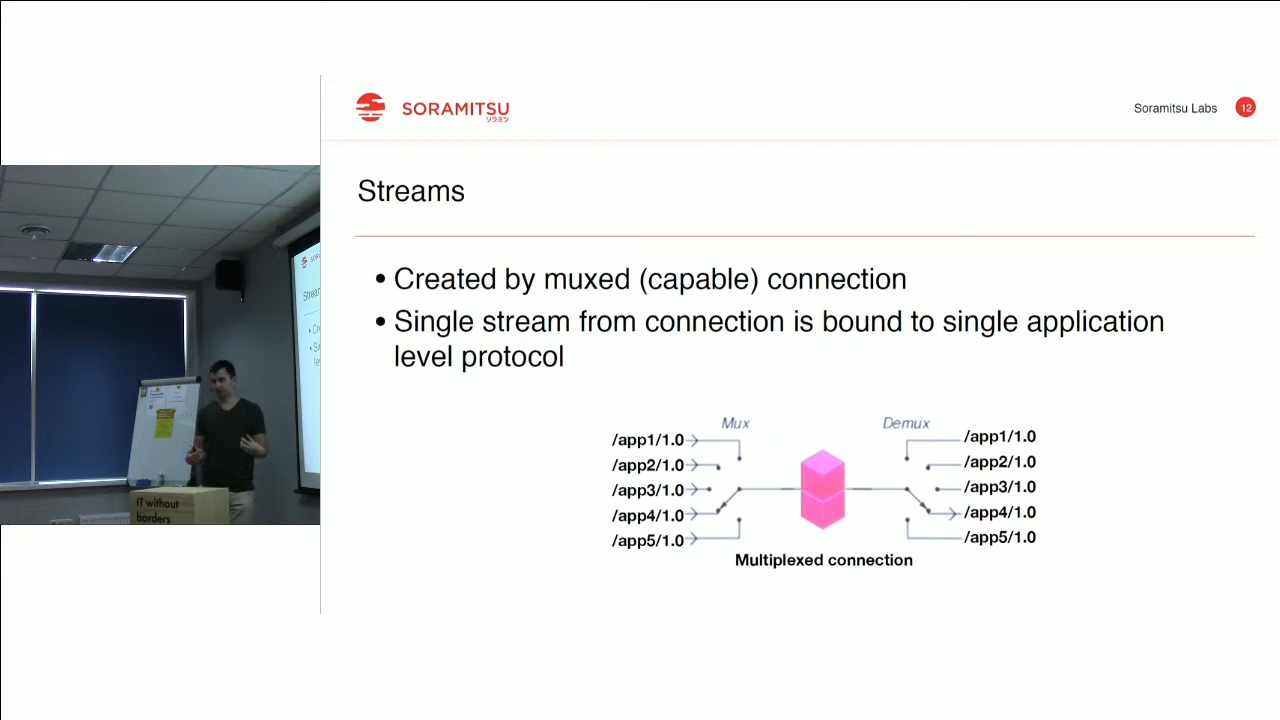 SORAMITSU
ソラミツ
Soramitsu Labs
12
Streams
• Created by muxed (capable) connection
• Single stream from connection is bound to single application
level protocol
Mux
Demux
/app1/1.0
/app2/1.0
/app3/1.0
/app4/1.0
/app5/1.0
/app1/1.0
/app2/1.0
/app3/1.0
/app4/1.0
/app5/1.0
Multiplexed connection
IT without
borders